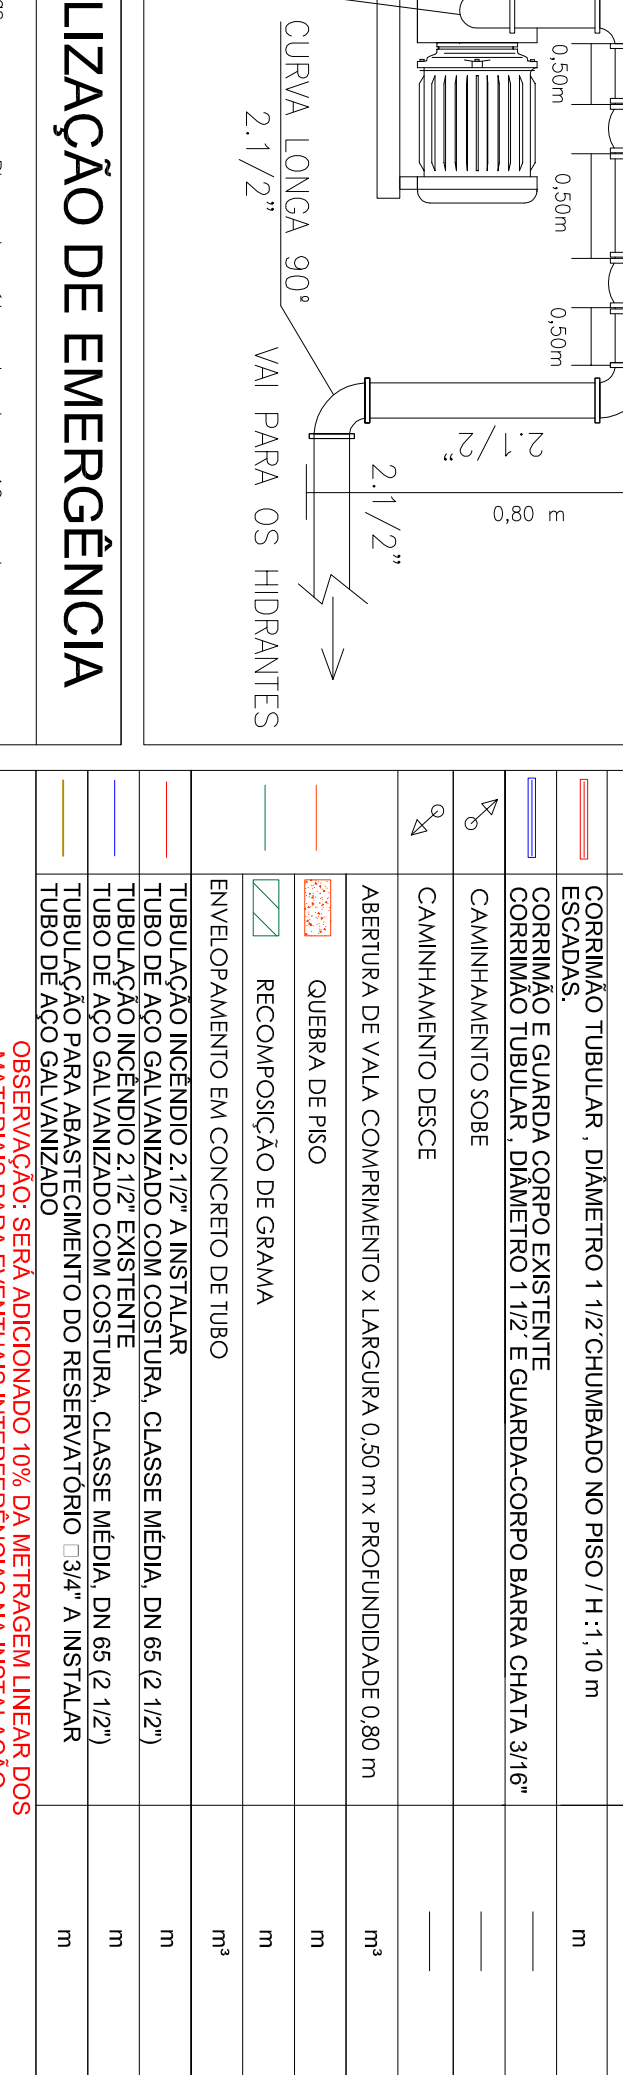 0,50m
0,50m
0,50m
CURVA LONGA 90°
2.1/2"
2.1/2"
2.1/2"
0,80 m
VAI PARA OS HIDRANTES
LIZAÇÃO DE EMERGÊNCIA
CORRIMÃO TUBULAR , DIÂMETRO 1 1/2´CHUMBADO NO PISO / H :1,10 m
ESCADAS.
m
CORRIMÃO E GUARDA CORPO EXISTENTE
CORRIMÃO TUBULAR , DIÂMETRO 1 1/2´ E GUARDA-CORPO BARRA CHATA 3/16"
CAMINHAMENTO SOBE
CAMINHAMENTO DESCE
ABERTURA DE VALA COMPRIMENTO x LARGURA 0,50 m x PROFUNDIDADE 0,80 m
m³
QUEBRA DE PISO
m
RECOMPOSIÇÃO DE GRAMA
m
ENVELOPAMENTO EM CONCRETO DE TUBO
m³
TUBULAÇÃO INCÊNDIO 2.1/2" A INSTALAR
TUBO DE AÇO GALVANIZADO COM COSTURA, CLASSE MÉDIA, DN 65 (2 1/2")
m
TUBULAÇÃO INCÊNDIO 2.1/2" EXISTENTE
TUBO DE AÇO GALVANIZADO COM COSTURA, CLASSE MÉDIA, DN 65 (2 1/2")
m
TUBULAÇÃO PARA ABASTECIMENTO DO RESERVATÓRIO □3/4" A INSTALAR
TUBO DE AÇO GALVANIZADO
m
OBSERVAÇÃO: SERÁ ADICIONADO 10% DA METRAGEM LINEAR DOS
MATERIAIS PARA EVENTUAIS INTERFERÊNCIAS NA INSTALAÇÃO